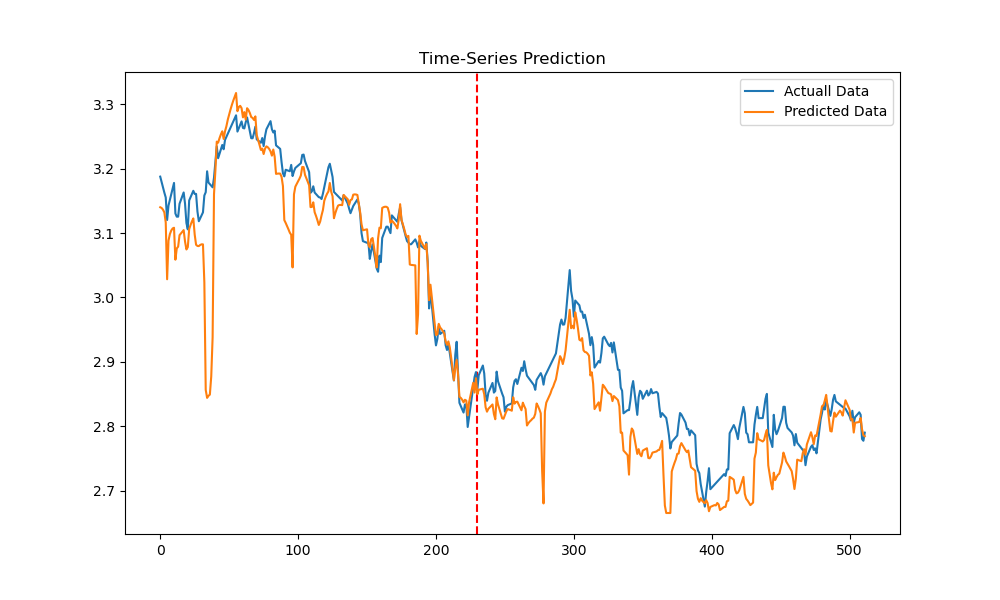 Time-Series Prediction
Actuall Data
Predicted Data
3.3
3.2
3.1
3.0
2.9
2.8
2.7
0 100 200 300 400 500